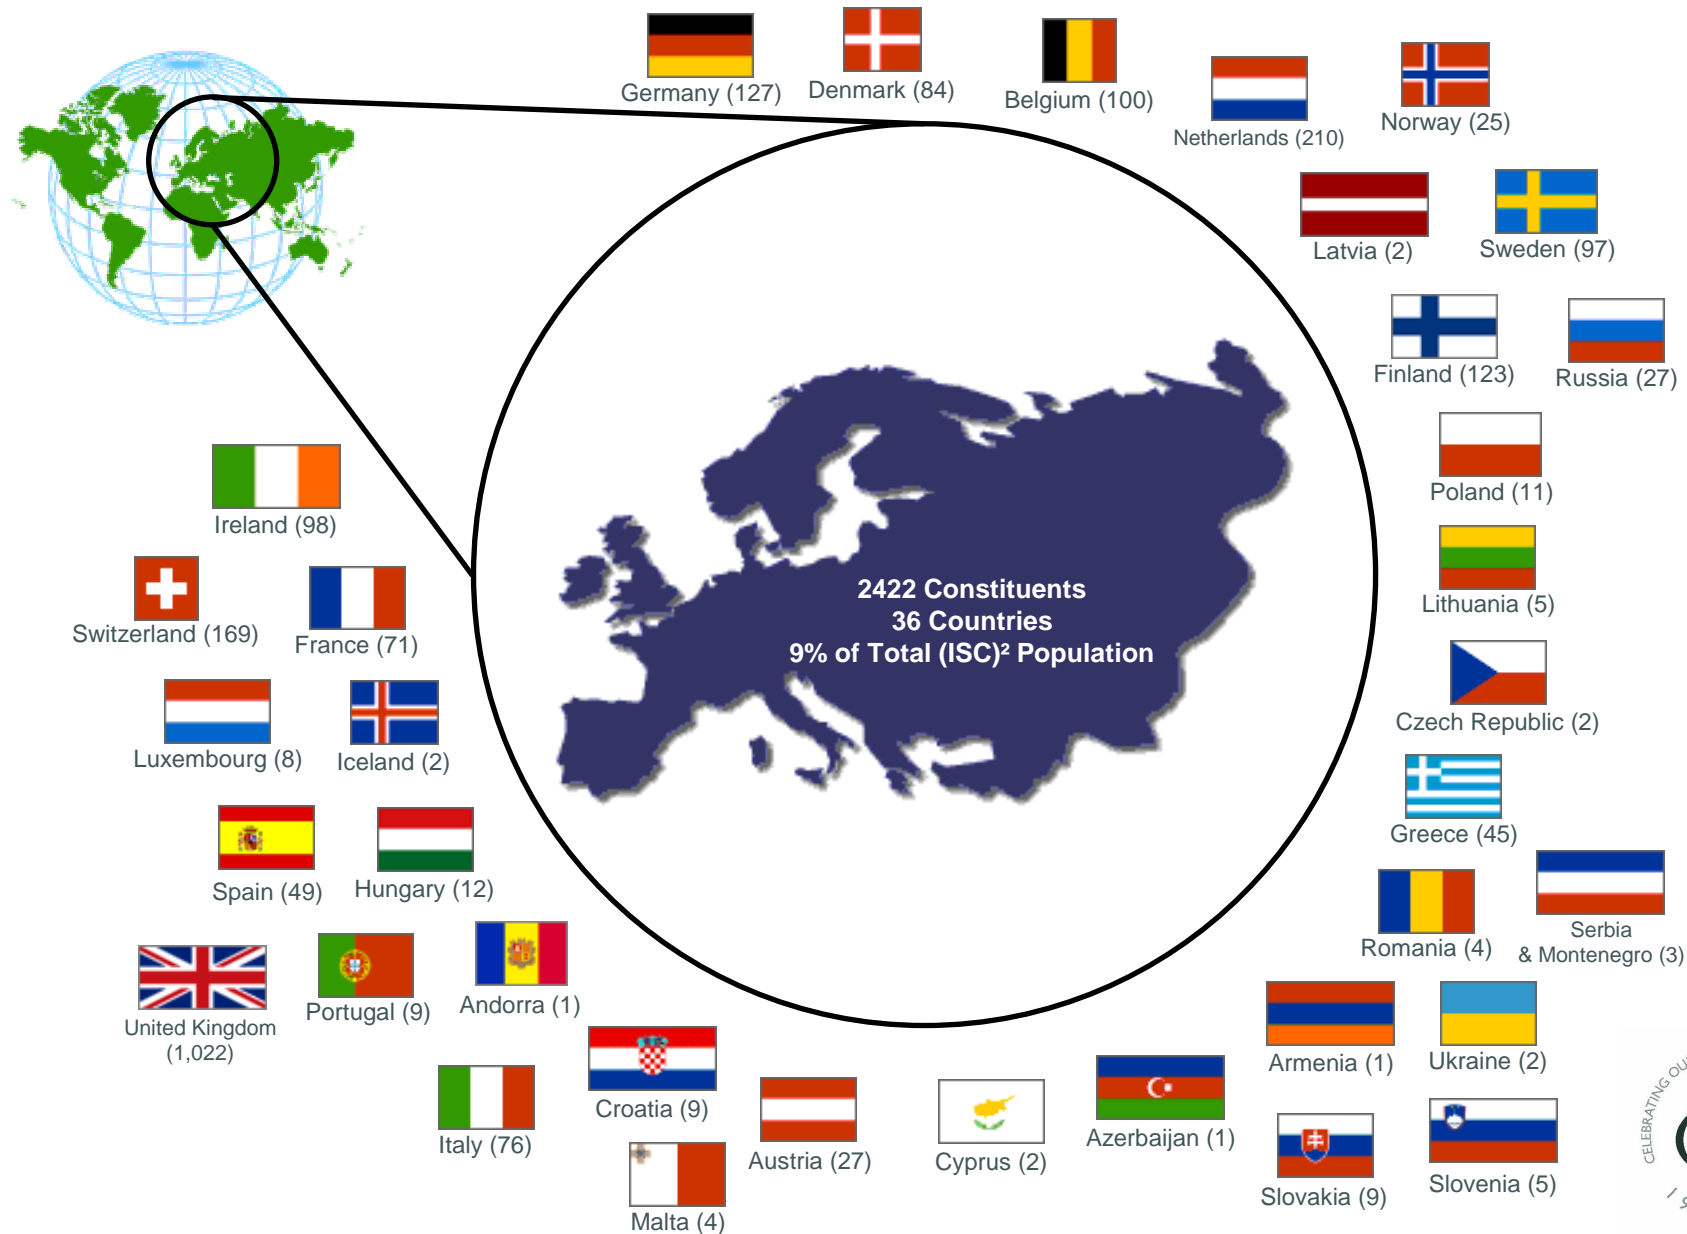 Germany (127)
Denmark (84)
Belgium (100)
Netherlands (210)
Norway (25)
Latvia (2)
Sweden (97)
Finland (123)
Russia (27)
Poland (11)
Lithuania (5)
Czech Republic (2)
Greece (45)
Romania (4)
Serbia
& Montenegro (3)
Armenia (1)
Ukraine (2)
Slovakia (9)
Slovenia (5)
Azerbaijan (1)
Cyprus (2)
Austria (27)
Malta (4)
Croatia (9)
Italy (76)
Andorra (1)
Portugal (9)
United Kingdom
(1,022)
Hungary (12)
Spain (49)
Iceland (2)
Luxembourg (8)
France (71)
Switzerland (169)
Ireland (98)
2422 Constituents
36 Countries
9% of Total (ISC)² Population
CELEBRATING